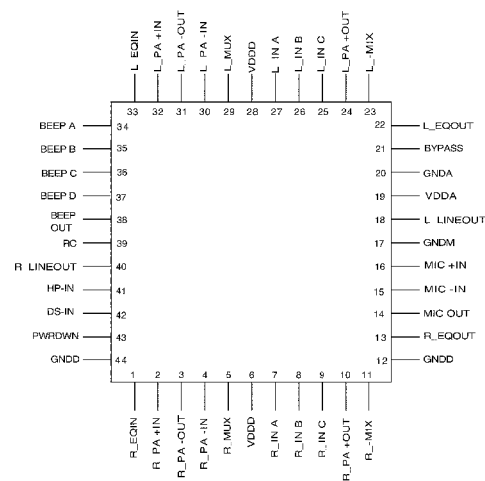 L_EQIN
L_PA +IN
L_PA -OUT
L_PA -IN
L_MUX
VDDD
L_IN A
L_IN B
L_IN C
L_PA +OUT
L_-MIX
33 32 31 30 29 28 27 26 25 24 23
BEEP A 34
BEEP B 35
BEEP C 36
BEEP D 37
BEEP
OUT 38
RC 39
R_LINEOUT 40
HP-IN 41
DS-IN 42
PWRDWN 43
GNDD 44
22 L_EQOUT
21 BYPASS
20 GNDA
19 VDDA
18 L_LINEOUT
17 GNDM
16 MIC +IN
15 MIC -IN
14 MIC OUT
13 R_EQOUT
12 GNDD
1 2 3 4 5 6 7 8 9 10 11
R_EQIN
R_PA +IN
R_PA -OUT
R_PA -IN
R_MUX
VDDD
R_IN A
R_IN B
R_IN C
R_PA +OUT
R_-MIX